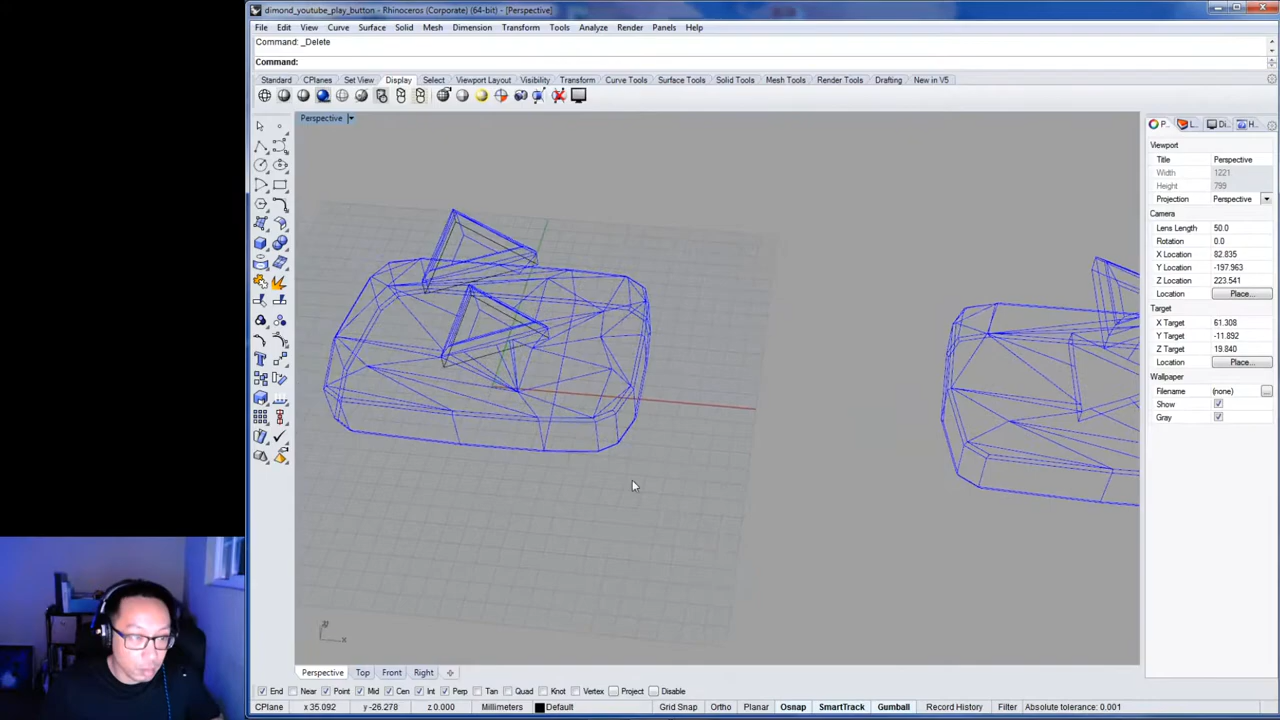 dimond_youtube_play_button - Rhinoceros (Corporate) (64-bit) - [Perspective]
File Edit View Curve Surface Solid Mesh Dimension Transform Tools Analyze Render Panels Help
Command: _Delete
Command:
Standard CPlanes Set View Display Select Viewport Layout Visibility Transform Curve Tools Surface Tools Solid Tools Mesh Tools Render Tools Drafting New in V5
Perspective
P... L... Di... H...
Viewport
Title Perspective
Width 1221
Height 799
Projection Perspective
Camera
Lens Length 50.0
Rotation 0.0
X Location 82.835
Y Location -197.963
Z Location 223.541
Location Place...
Target
X Target 61.308
Y Target -11.892
Z Target 19.840
Location Place...
Wallpaper
Filename (none) ...
Show
Gray
Perspective Top Front Right
End Near Point Mid Cen Int Perp Tan Quad Knot Vertex Project Disable
CPlane x 35.092 y -26.278 z 0.000 Millimeters Default Grid Snap Ortho Planar Osnap SmartTrack Gumball Record History Filter Absolute tolerance: 0.001